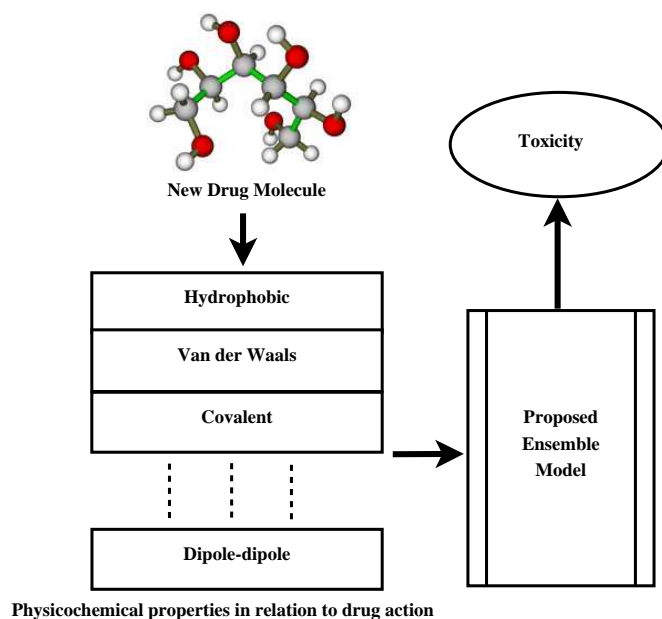 New Drug Molecule
Hydrophobic
Van der Waals
Covalent
Dipole-dipole
Physicochemical properties in relation to drug action
Proposed
Ensemble
Model
Toxicity